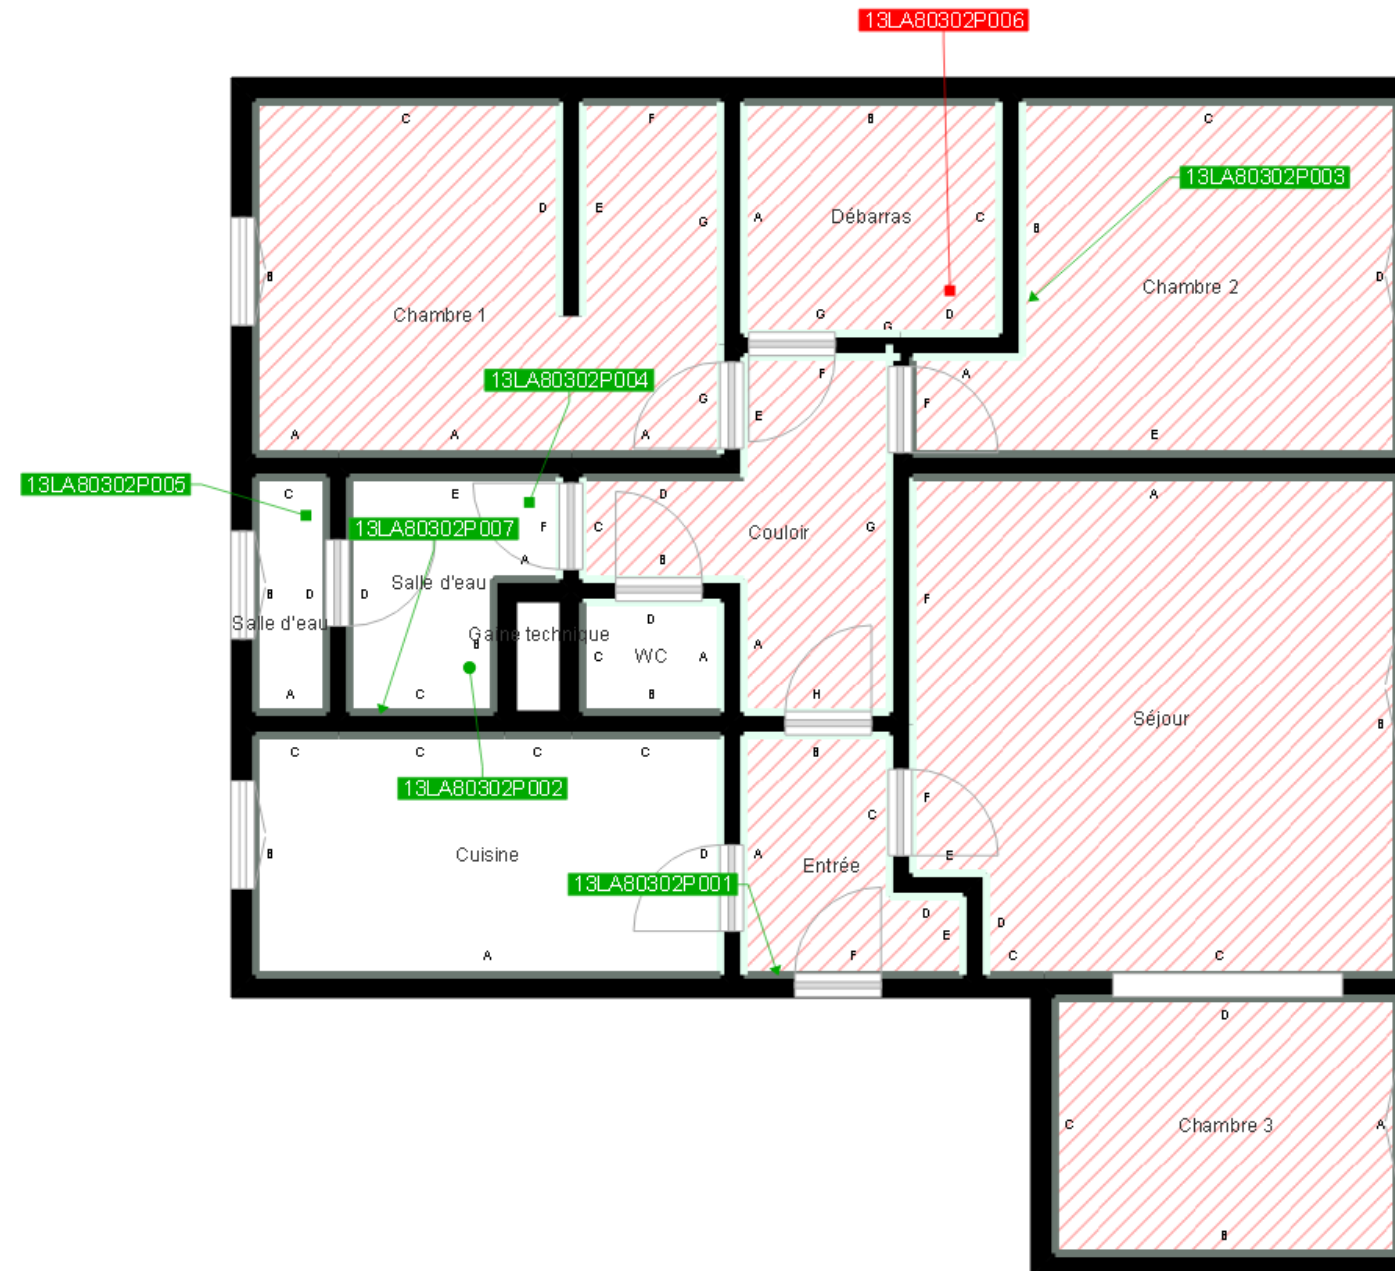 13LA80302P006
C F B C
13LA80302P003
D E G A Débarras C B
B Chambre 2 D
Chambre 1 G G D
13LA80302P004 F A
G E F
A A A E
13LA80302P005 C E D A
13LA80302P007 F C Couloir G
A B
Salle d'eau
B D D F
Salle d'eau Gaine technique D
B C WC A A
A C B H
Séjour B
C C C C B
13LA80302P002 F
C
B Cuisine D A Entrée E
13LA80302P001
D D
E
A F C C
D
C Chambre 3 A
B